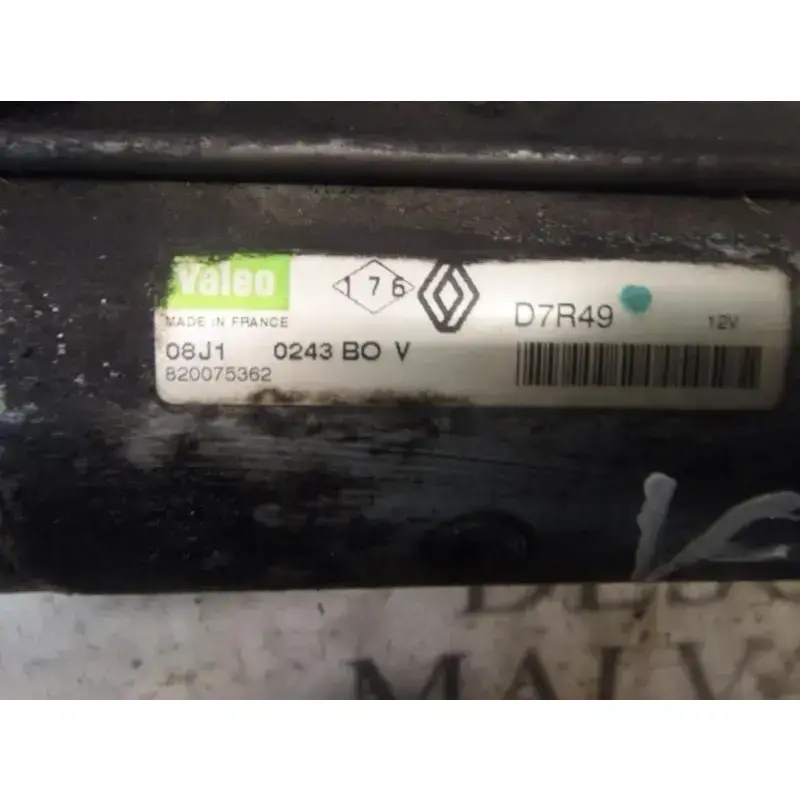 Valeo
176
D7R49
12V
MADE IN FRANCE
08J1 0243 BO V
820075362